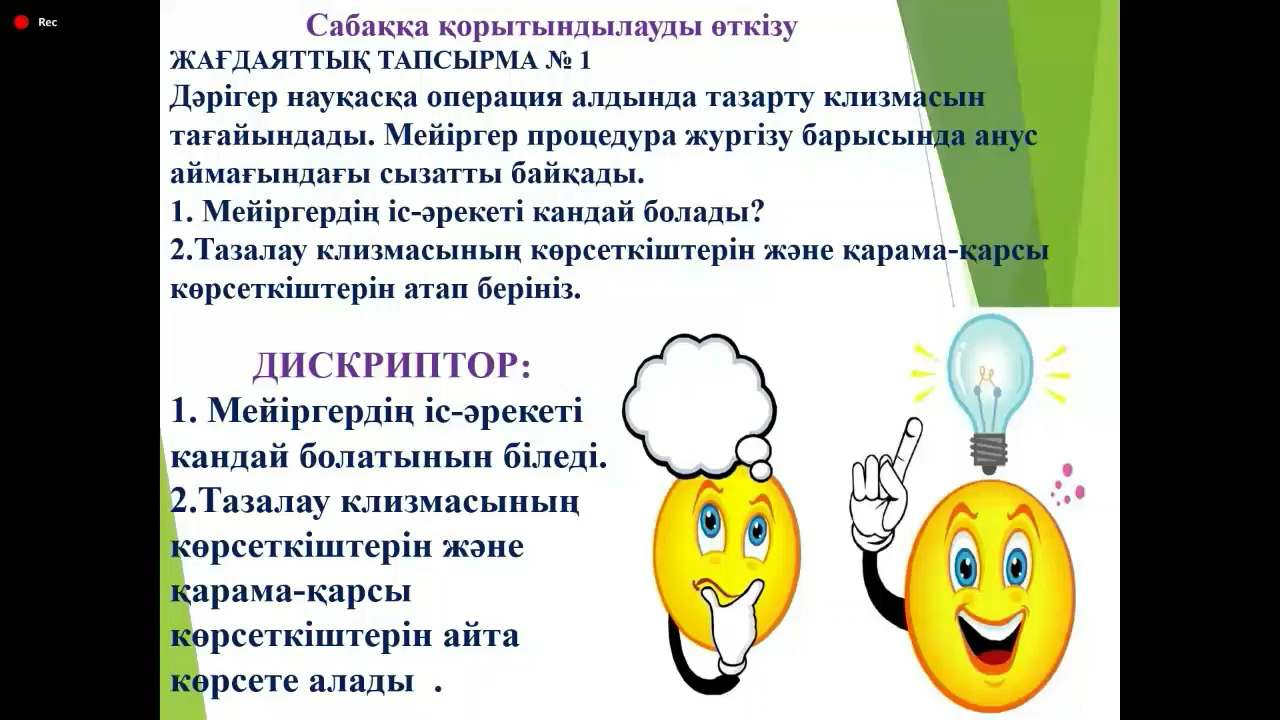 Rec
Сабаққа қорытындылауды өткізу
ЖАҒДАЯТТЫҚ ТАПСЫРМА № 1
Дәрігер науқасқа операция алдында тазарту клизмасын
тағайындады. Мейіргер процедура жургізу барысында анус
аймағындағы сызатты байқады.
1. Мейіргердің іс-әрекеті кандай болады?
2.Тазалау клизмасының көрсеткіштерін және қарама-қарсы
көрсеткіштерін атап берініз.
ДИСКРИПТОР:
1. Мейіргердің іс-әрекеті
кандай болатынын біледі.
2.Тазалау клизмасының
көрсеткіштерін және
қарама-қарсы
көрсеткіштерін айта
көрсете алады .